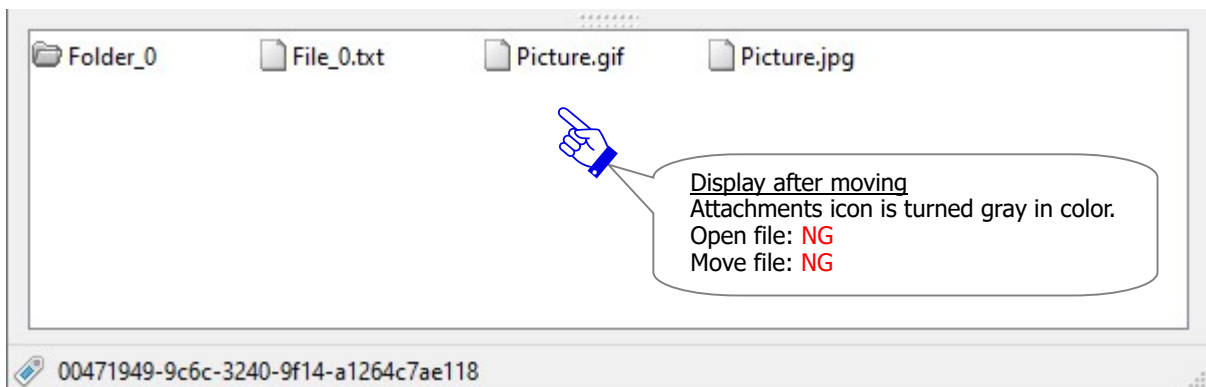 Folder_0 File_0.txt Picture.gif Picture.jpg
Display after moving
Attachments icon is turned gray in color.
Open file: NG
Move file: NG
00471949-9c6c-3240-9f14-a1264c7ae118